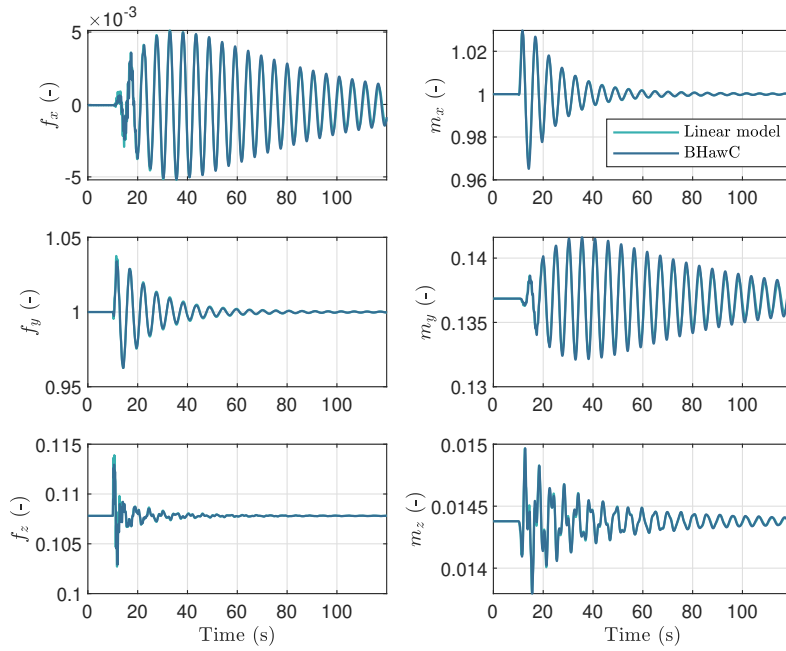 ×10⁻³
5
0
-5
f_x (-)
0 20 40 60 80 100
1.02
1
0.98
0.96
m_x (-)
Linear model
BHawC
0 20 40 60 80 100
1.05
1
0.95
f_y (-)
0 20 40 60 80 100
0.14
0.135
0.13
m_y (-)
0 20 40 60 80 100
0.115
0.108
0.1
f_z (-)
0 20 40 60 80 100
Time (s)
0.015
0.0145
0.014
m_z (-)
0 20 40 60 80 100
Time (s)